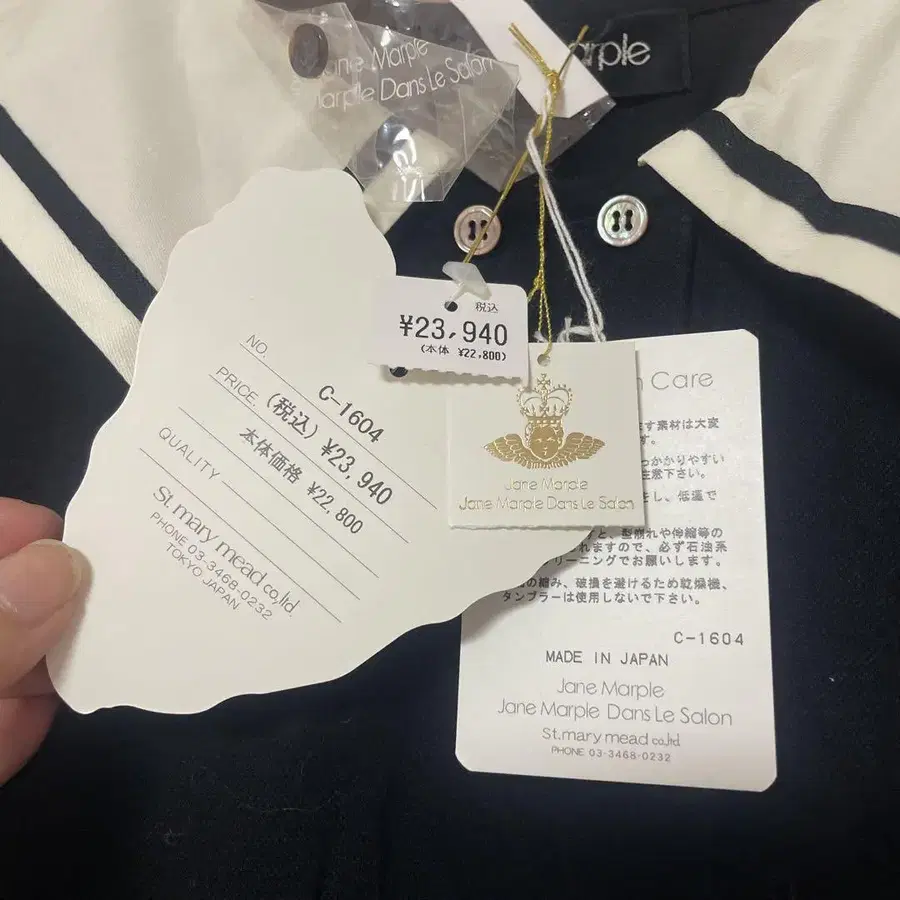 Jane Marple
Marple Dans Le Salon
arple
税込
¥23,940
(本体 ¥22,800)
NO.
C-1604
PRICE. (税込) ¥23,940
本体価格 ¥22,800
QUALITY
St. mary mead co.,ltd.
PHONE 03-3468-0232
TOKYO JAPAN
Jane Marple
Jane Marple Dans Le Salon
Care
ます素材は大変
す。
つかかりやすい
注意下さい。
し、低温で
と、型崩れや伸縮等の
れますので、必ず石油系
リーニングでお願いします。
の縮み、破損を避けるため乾燥機、
タンブラーは使用しないで下さい。
C-1604
MADE IN JAPAN
Jane Marple
Jane Marple Dans Le Salon
St. mary mead co.,ltd
PHONE 03-3468-0232